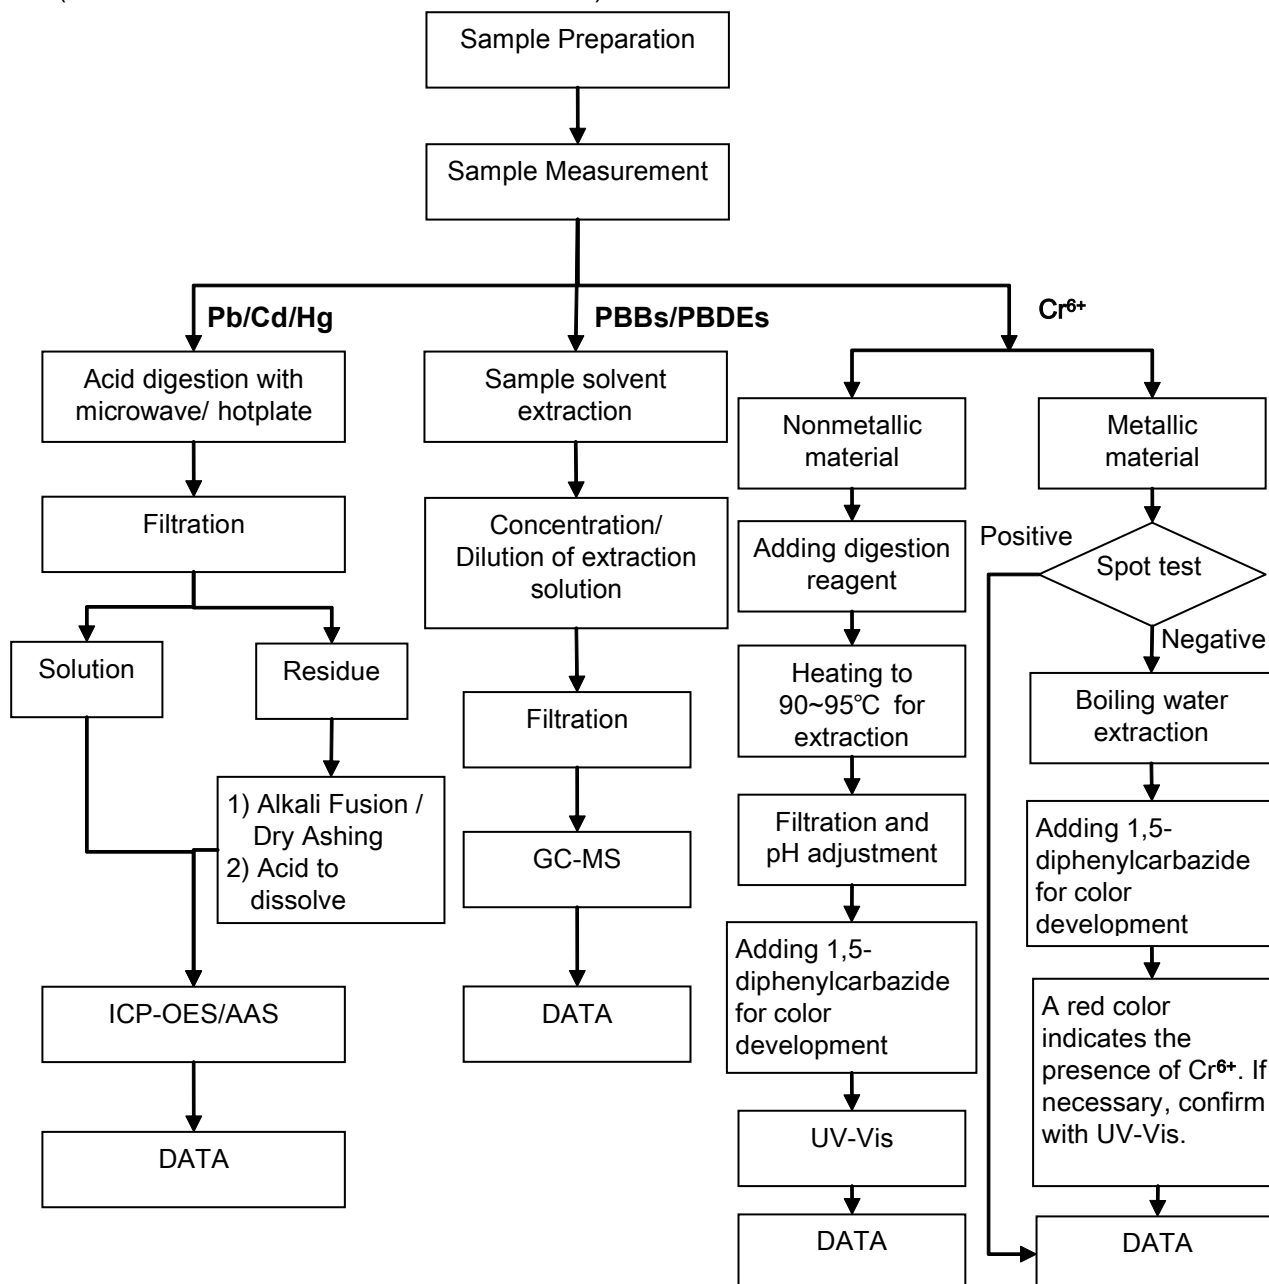 Sample Preparation
Sample Measurement
Pb/Cd/Hg
PBBs/PBDEs
Cr⁶⁺
Acid digestion with
microwave/ hotplate
Filtration
Solution
Residue
1) Alkali Fusion /
Dry Ashing
2) Acid to
dissolve
ICP-OES/AAS
DATA
Sample solvent
extraction
Concentration/
Dilution of extraction
solution
Filtration
GC-MS
DATA
Nonmetallic
material
Adding digestion
reagent
Heating to
90~95℃ for
extraction
Filtration and
pH adjustment
Adding 1,5-
diphenylcarbazide
for color
development
UV-Vis
DATA
Metallic
material
Spot test
Positive
Negative
Boiling water
extraction
Adding 1,5-
diphenylcarbazide
for color
development
A red color
indicates the
presence of Cr⁶⁺. If
necessary, confirm
with UV-Vis.
DATA